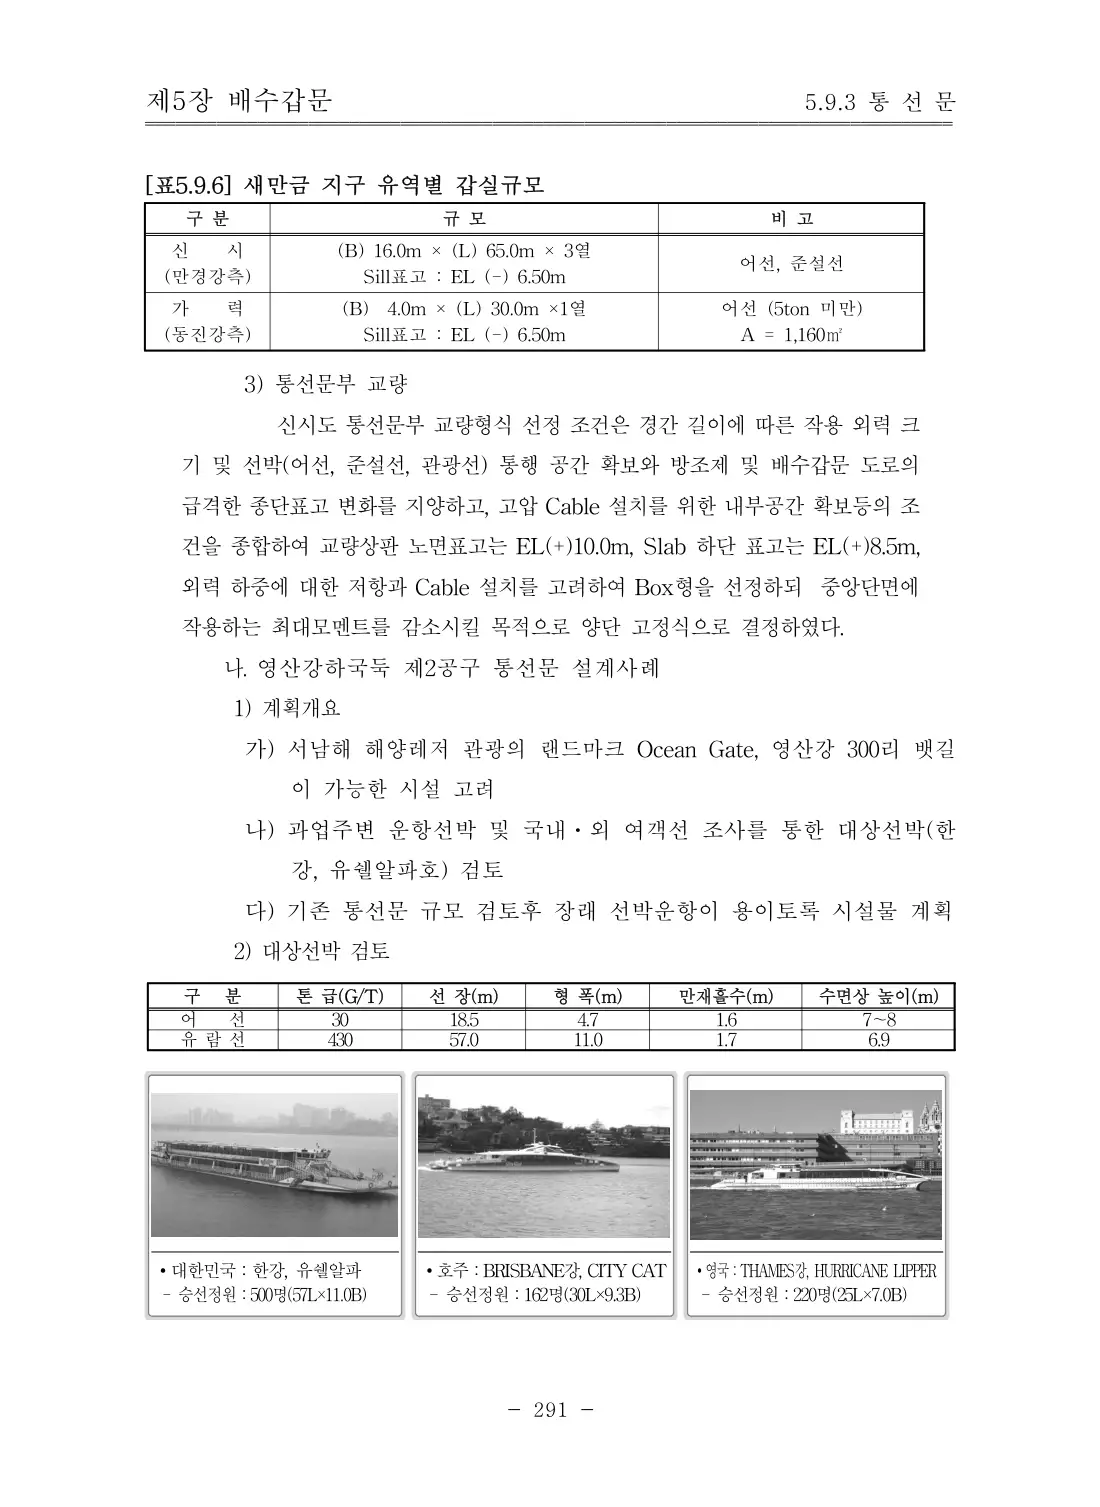 제5장 배수갑문
5.9.3 통 선 문
[표5.9.6] 새만금 지구 유역별 갑실규모
구 분 규 모 비 고
신 시 (B) 16.0m × (L) 65.0m × 3열 어선, 준설선
(만경강측) Sill표고 : EL (-) 6.50m
가 력 (B) 4.0m × (L) 30.0m ×1열 어선 (5ton 미만)
(동진강측) Sill표고 : EL (-) 6.50m A = 1,160㎡
3) 통선문부 교량
신시도 통선문부 교량형식 선정 조건은 경간 길이에 따른 작용 외력 크
기 및 선박(어선, 준설선, 관광선) 통행 공간 확보와 방조제 및 배수갑문 도로의
급격한 종단표고 변화를 지양하고, 고압 Cable 설치를 위한 내부공간 확보등의 조
건을 종합하여 교량상판 노면표고는 EL(+)10.0m, Slab 하단 표고는 EL(+)8.5m,
외력 하중에 대한 저항과 Cable 설치를 고려하여 Box형을 선정하되 중앙단면에
작용하는 최대모멘트를 감소시킬 목적으로 양단 고정식으로 결정하였다.
나. 영산강하국둑 제2공구 통선문 설계사례
1) 계획개요
가) 서남해 해양레저 관광의 랜드마크 Ocean Gate, 영산강 300리 뱃길
이 가능한 시설 고려
나) 과업주변 운항선박 및 국내·외 여객선 조사를 통한 대상선박(한
강, 유쉘알파호) 검토
다) 기존 통선문 규모 검토후 장래 선박운항이 용이토록 시설물 계획
2) 대상선박 검토
구 분 톤 급(G/T) 선 장(m) 형 폭(m) 만재흘수(m) 수면상 높이(m)
어 선 30 18.5 4.7 1.6 7~8
유 람 선 430 57.0 11.0 1.7 6.9
•대한민국 : 한강, 유쉘알파
- 승선정원 : 500명(57L×11.0B)
•호주 : BRISBANE강, CITY CAT
- 승선정원 : 162명(30L×9.3B)
•영국 : THAMES강, HURRICANE LIPPER
- 승선정원 : 220명(25L×7.0B)
- 291 -